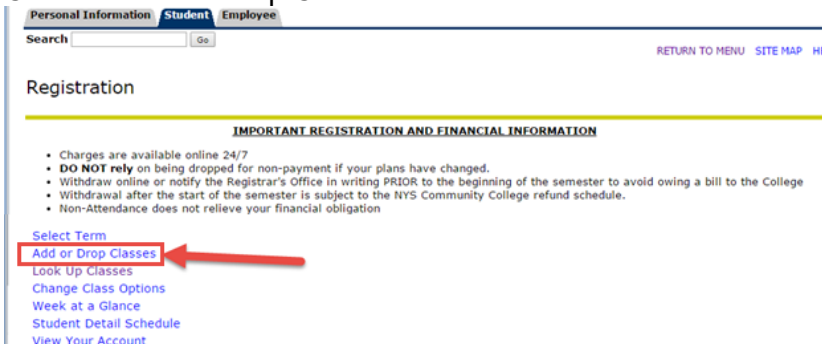 Personal Information Student Employee
Search Go
RETURN TO MENU SITE MAP
Registration
IMPORTANT REGISTRATION AND FINANCIAL INFORMATION
• Charges are available online 24/7
• DO NOT rely on being dropped for non-payment if your plans have changed.
• Withdraw online or notify the Registrar's Office in writing PRIOR to the beginning of the semester to avoid owing a bill to the College
• Withdrawal after the start of the semester is subject to the NYS Community College refund schedule.
• Non-Attendance does not relieve your financial obligation
Select Term
Add or Drop Classes
Look Up Classes
Change Class Options
Week at a Glance
Student Detail Schedule
View Your Account